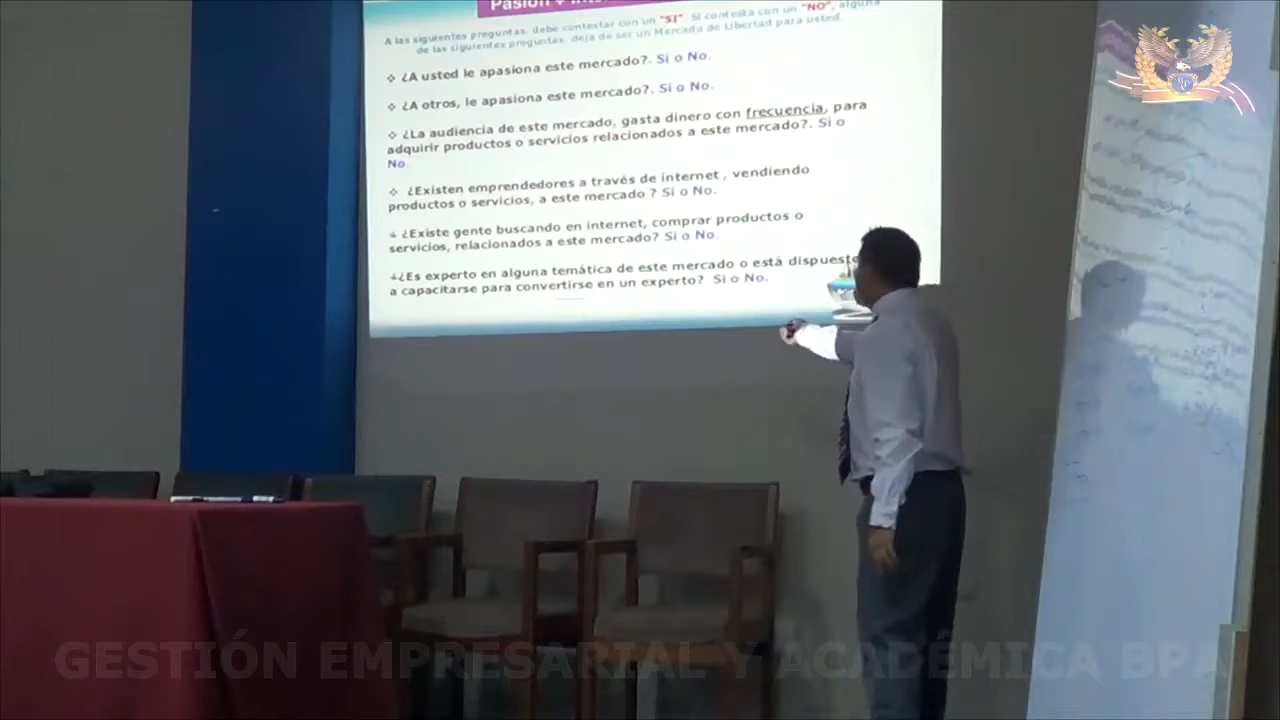 Pasión +
A las siguientes preguntas, debe contestar con un "SI". Si contesta con un "NO", alguna
de las siguientes preguntas, deja de ser un Mercado de Libertad para usted.
❖ ¿A usted le apasiona este mercado?. Si o No.
❖ ¿A otros, le apasiona este mercado?, Si o No.
❖ ¿La audiencia de este mercado, gasta dinero con frecuencia, para
adquirir productos o servicios relacionados a este mercado?. Si o
No.
❖ ¿Existen emprendedores a través de internet , vendiendo
productos o servicios, a este mercado ? Si o No.
+ ¿Existe gente buscando en internet, comprar productos o
servicios, relacionados a este mercado? Si o No.
+¿Es experto en alguna temática de este mercado o está dispuesto
a capacitarse para convertirse en un experto? Si o No.
GESTIÓN EMPRESARIAL Y ACADÉMICA BPA